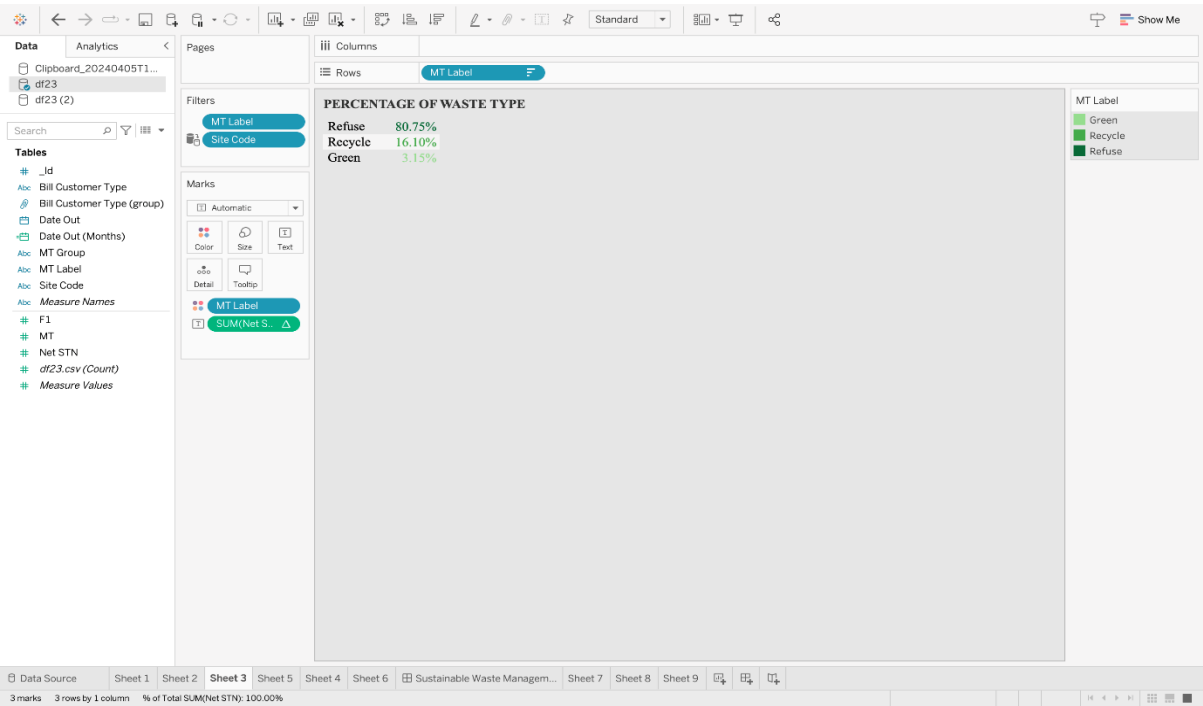 Standard
Show Me
Data
Analytics
Clipboard_20240405T1...
df23
df23 (2)
Search
Tables
_Id
Abc Bill Customer Type
Bill Customer Type (group)
Date Out
Date Out (Months)
Abc MT Group
Abc MT Label
Abc Site Code
Abc Measure Names
F1
MT
Net STN
df23.csv (Count)
Measure Values
Pages
Filters
MT Label
Site Code
Marks
Automatic
Color Size Text
Detail Tooltip
MT Label
SUM(Net S..
Columns
Rows
MT Label
PERCENTAGE OF WASTE TYPE
Refuse 80.75%
Recycle 16.10%
Green 3.15%
MT Label
Green
Recycle
Refuse
Data Source Sheet 1 Sheet 2 Sheet 3 Sheet 5 Sheet 4 Sheet 6 Sustainable Waste Managem... Sheet 7 Sheet 8 Sheet 9
3 marks 3 rows by 1 column % of Total SUM(Net STN): 100.00%